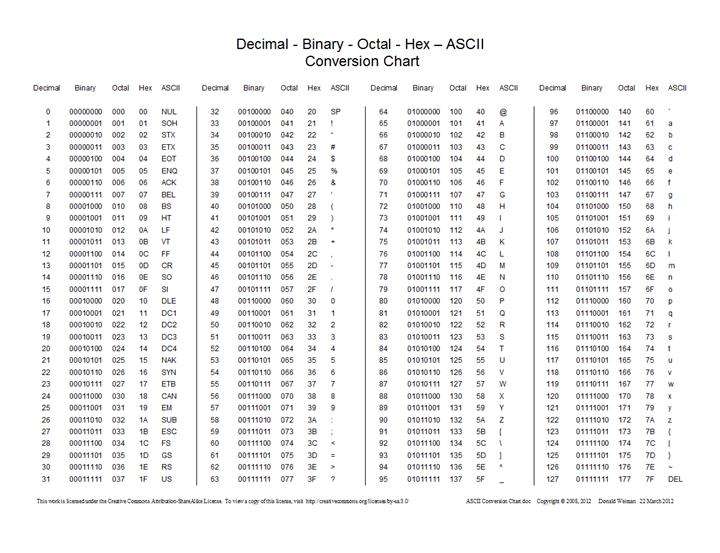 Decimal - Binary - Octal - Hex – ASCII
Conversion Chart
Decimal Binary Octal Hex ASCII Decimal Binary Octal Hex ASCII Decimal Binary Octal Hex ASCII Decimal Binary Octal Hex ASCII
0 00000000 000 00 NUL 32 00100000 040 20 SP 64 01000000 100 40 @ 96 01100000 140 60 `
1 00000001 001 01 SOH 33 00100001 041 21 ! 65 01000001 101 41 A 97 01100001 141 61 a
2 00000010 002 02 STX 34 00100010 042 22 " 66 01000010 102 42 B 98 01100010 142 62 b
3 00000011 003 03 ETX 35 00100011 043 23 # 67 01000011 103 43 C 99 01100011 143 63 c
4 00000100 004 04 EOT 36 00100100 044 24 $ 68 01000100 104 44 D 100 01100100 144 64 d
5 00000101 005 05 ENQ 37 00100101 045 25 % 69 01000101 105 45 E 101 01100101 145 65 e
6 00000110 006 06 ACK 38 00100110 046 26 & 70 01000110 106 46 F 102 01100110 146 66 f
7 00000111 007 07 BEL 39 00100111 047 27 ' 71 01000111 107 47 G 103 01100111 147 67 g
8 00001000 010 08 BS 40 00101000 050 28 ( 72 01001000 110 48 H 104 01101000 150 68 h
9 00001001 011 09 HT 41 00101001 051 29 ) 73 01001001 111 49 I 105 01101001 151 69 i
10 00001010 012 0A LF 42 00101010 052 2A * 74 01001010 112 4A J 106 01101010 152 6A j
11 00001011 013 0B VT 43 00101011 053 2B + 75 01001011 113 4B K 107 01101011 153 6B k
12 00001100 014 0C FF 44 00101100 054 2C , 76 01001100 114 4C L 108 01101100 154 6C l
13 00001101 015 0D CR 45 00101101 055 2D - 77 01001101 115 4D M 109 01101101 155 6D m
14 00001110 016 0E SO 46 00101110 056 2E . 78 01001110 116 4E N 110 01101110 156 6E n
15 00001111 017 0F SI 47 00101111 057 2F / 79 01001111 117 4F O 111 01101111 157 6F o
16 00010000 020 10 DLE 48 00110000 060 30 0 80 01010000 120 50 P 112 01110000 160 70 p
17 00010001 021 11 DC1 49 00110001 061 31 1 81 01010001 121 51 Q 113 01110001 161 71 q
18 00010010 022 12 DC2 50 00110010 062 32 2 82 01010010 122 52 R 114 01110010 162 72 r
19 00010011 023 13 DC3 51 00110011 063 33 3 83 01010011 123 53 S 115 01110011 163 73 s
20 00010100 024 14 DC4 52 00110100 064 34 4 84 01010100 124 54 T 116 01110100 164 74 t
21 00010101 025 15 NAK 53 00110101 065 35 5 85 01010101 125 55 U 117 01110101 165 75 u
22 00010110 026 16 SYN 54 00110110 066 36 6 86 01010110 126 56 V 118 01110110 166 76 v
23 00010111 027 17 ETB 55 00110111 067 37 7 87 01010111 127 57 W 119 01110111 167 77 w
24 00011000 030 18 CAN 56 00111000 070 38 8 88 01011000 130 58 X 120 01111000 170 78 x
25 00011001 031 19 EM 57 00111001 071 39 9 89 01011001 131 59 Y 121 01111001 171 79 y
26 00011010 032 1A SUB 58 00111010 072 3A : 90 01011010 132 5A Z 122 01111010 172 7A z
27 00011011 033 1B ESC 59 00111011 073 3B ; 91 01011011 133 5B [ 123 01111011 173 7B {
28 00011100 034 1C FS 60 00111100 074 3C < 92 01011100 134 5C \ 124 01111100 174 7C |
29 00011101 035 1D GS 61 00111101 075 3D = 93 01011101 135 5D ] 125 01111101 175 7D }
30 00011110 036 1E RS 62 00111110 076 3E > 94 01011110 136 5E ^ 126 01111110 176 7E ~
31 00011111 037 1F US 63 00111111 077 3F ? 95 01011111 137 5F _ 127 01111111 177 7F DEL
This work is licensed under the Creative Commons Attribution-ShareAlike License. To view a copy of this license, visit http://creativecommons.org/licenses/by-sa/3.0/ ASCII Conversion Chart.doc Copyright © 2008, 2012 Donald Weiman 22 March 2012